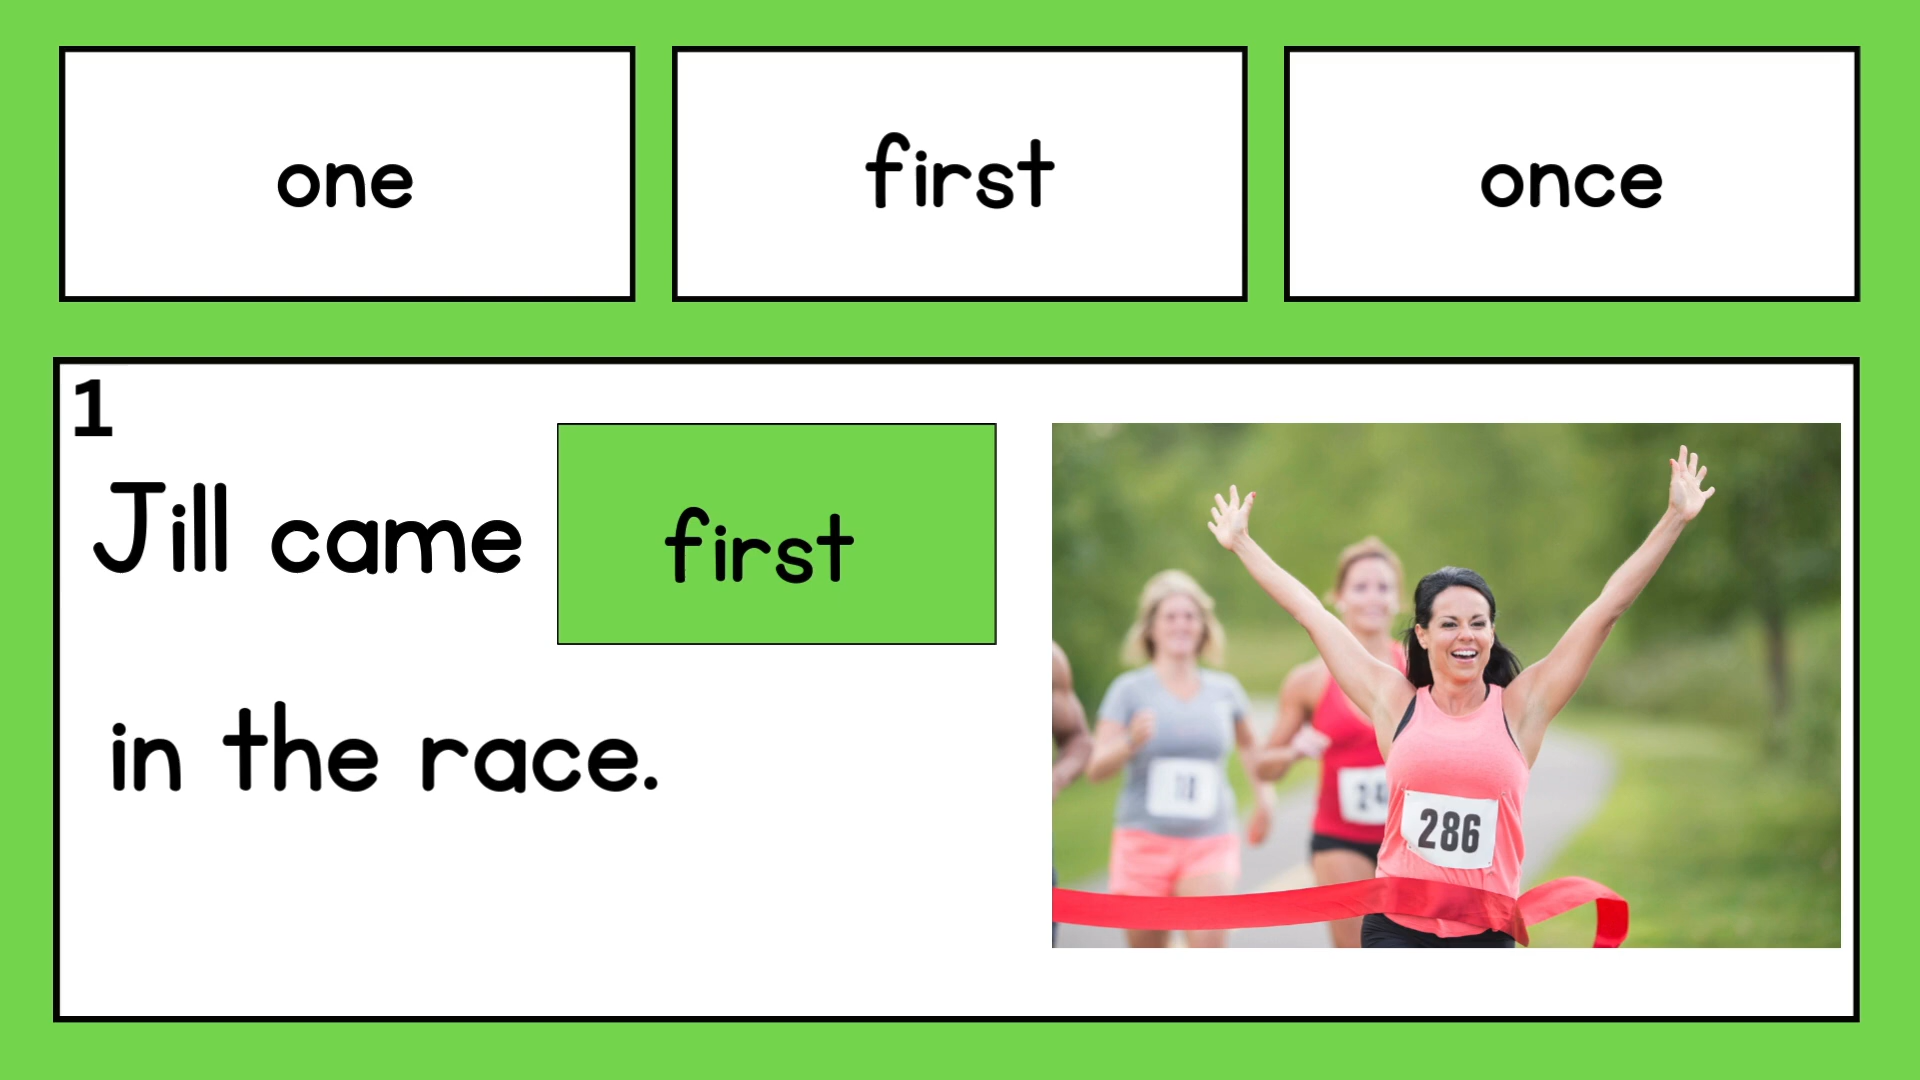 one
first
once
1
Jill came first
in the race.
286